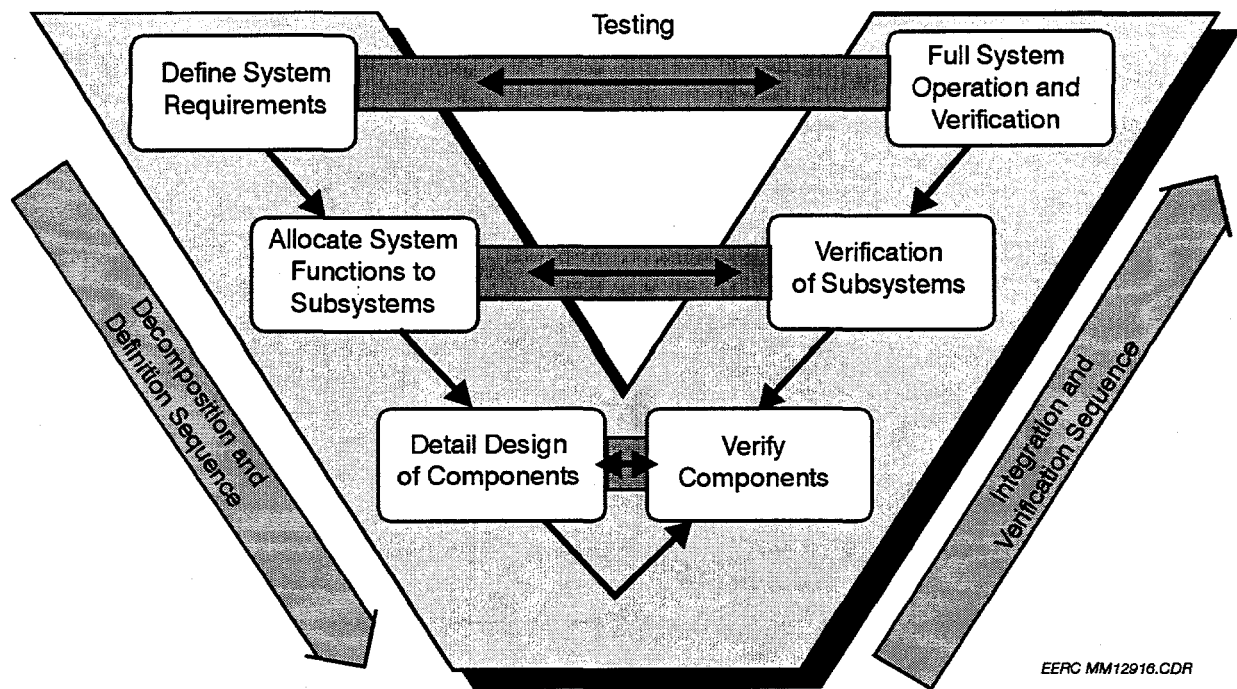 Testing
Define System
Requirements
Full System
Operation and
Verification
Allocate System
Functions to
Subsystems
Verification
of Subsystems
Detail Design
of Components
Verify
Components
Decomposition and
Definition Sequence
Integration and
Verification Sequence
EERC MM12916.CDR